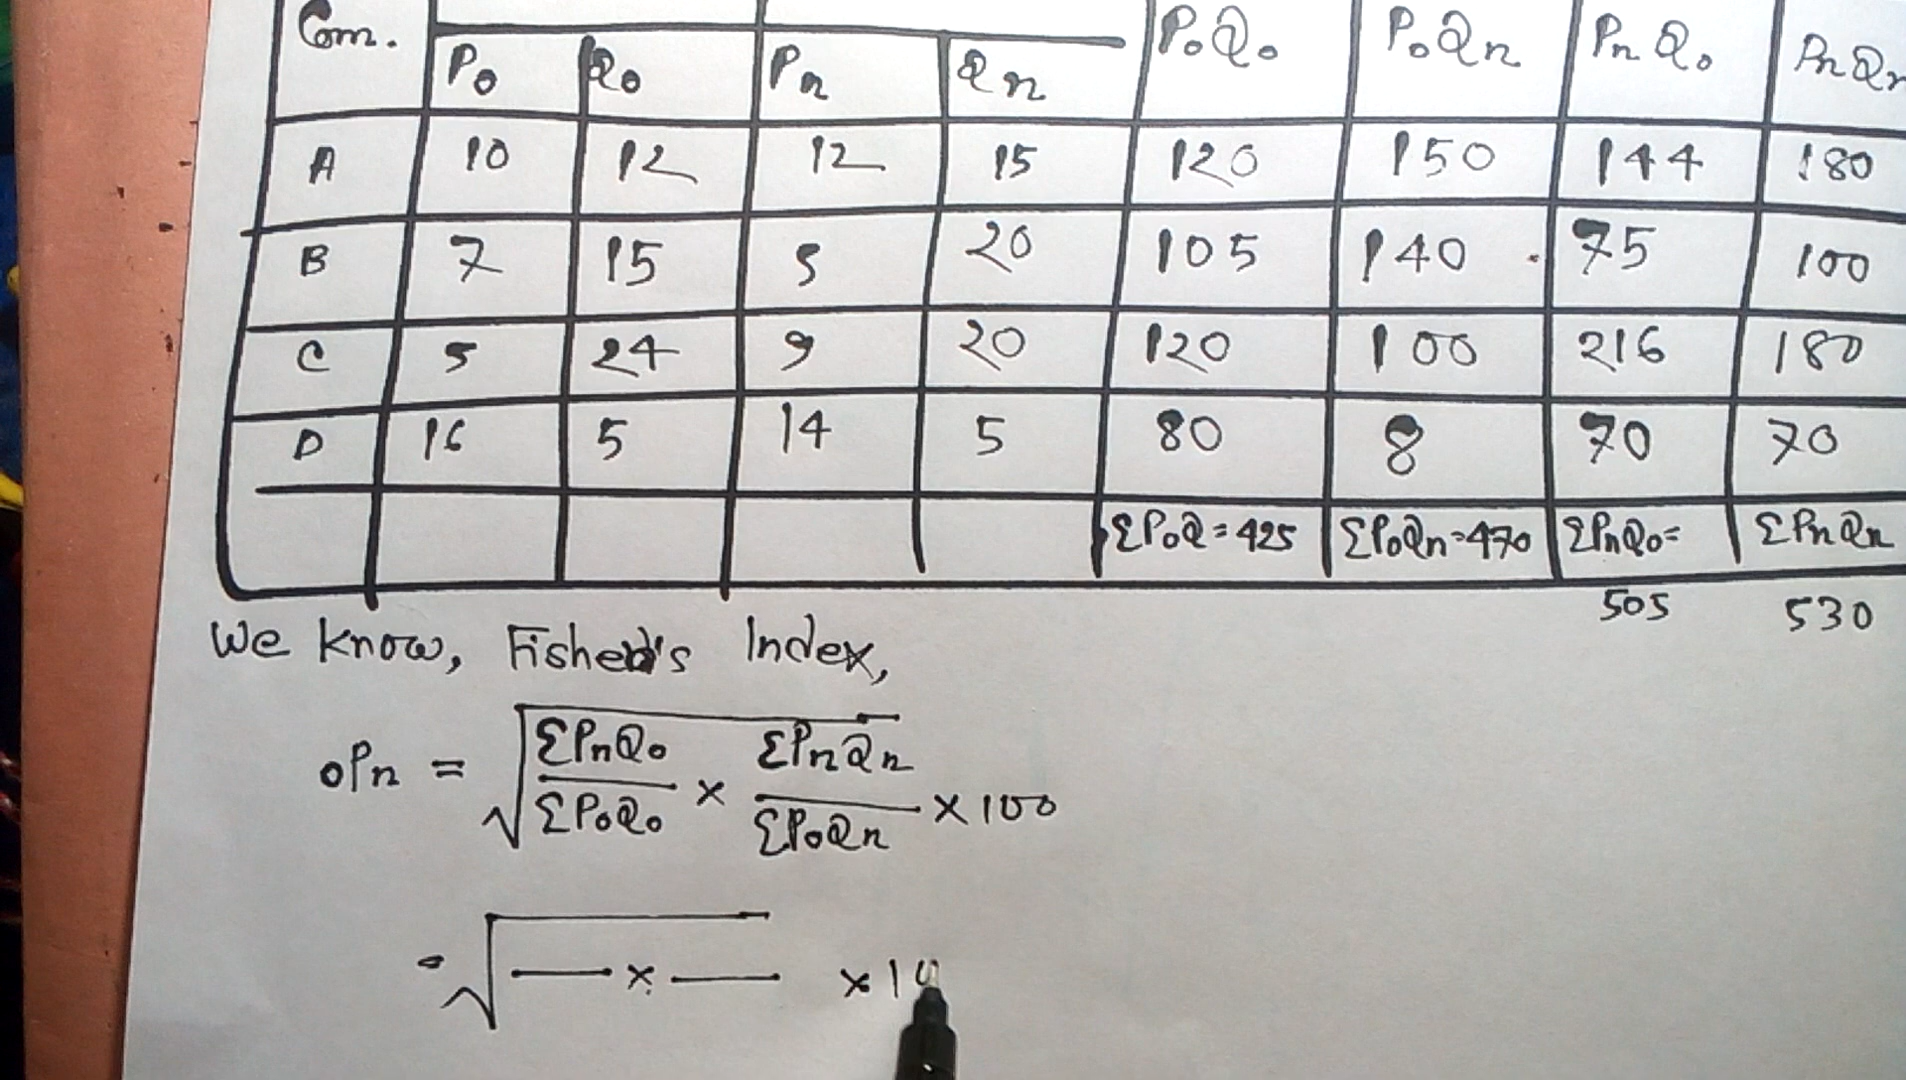 Com. P₀ Q₀ Pn Qn P₀Q₀ P₀Qn PnQ₀ PnQn
A 10 12 12 15 120 150 144 180
B 7 15 5 20 105 140 75 100
C 5 24 9 20 120 100 216 180
D 16 5 14 5 80 8 70 70
ΣP₀Q=425 ΣP₀Qn=470 ΣPnQ₀= ΣPnQn
505 530
We know, Fisher's Index,
oPn = √ΣPnQ₀/ΣP₀Q₀ × ΣPnQn/ΣP₀Qn × 100
= √— × — × 10